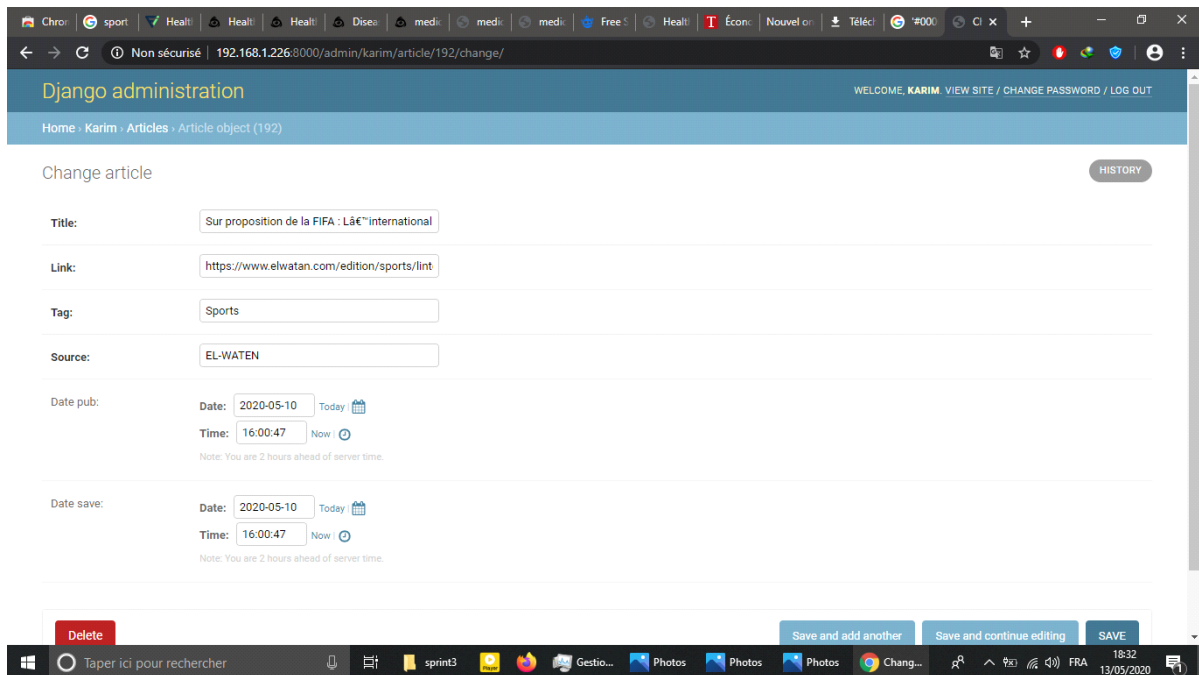 Chron
sport
Healt
Healt
Healt
Disea
medic
medic
medic
Free S
Healt
Écono
Nouvel on
Téléch
'#000
Cl
Non sécurisé | 192.168.1.226:8000/admin/karim/article/192/change/
Django administration
WELCOME, KARIM. VIEW SITE / CHANGE PASSWORD / LOG OUT
Home › Karim › Articles › Article object (192)
Change article
HISTORY
Title: Sur proposition de la FIFA : Lâ€™international
Link: https://www.elwatan.com/edition/sports/lint
Tag: Sports
Source: EL-WATEN
Date pub:
Date: 2020-05-10 Today |
Time: 16:00:47 Now |
Note: You are 2 hours ahead of server time.
Date save:
Date: 2020-05-10 Today |
Time: 16:00:47 Now |
Note: You are 2 hours ahead of server time.
Delete
Save and add another
Save and continue editing
SAVE
Taper ici pour rechercher
sprint3
Gestio...
Photos
Photos
Photos
Chang...
FRA
18:32
13/05/2020